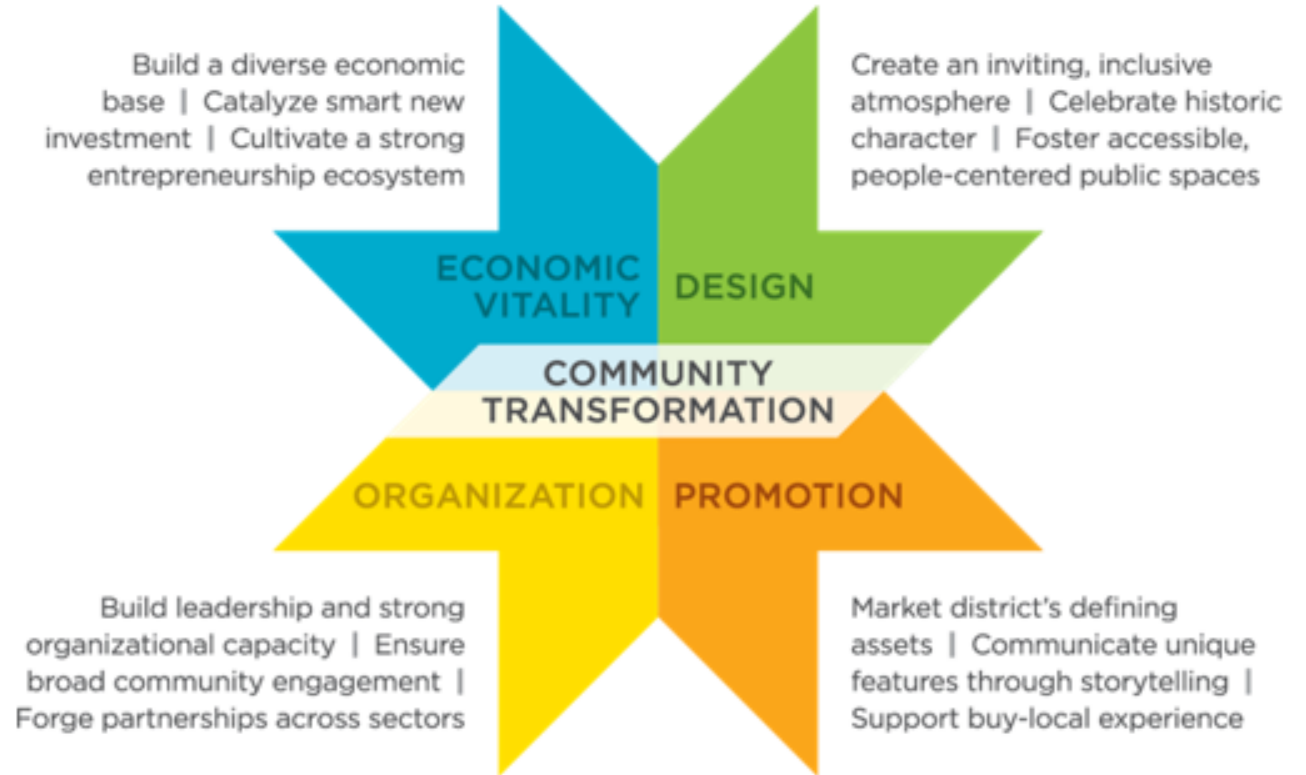 Build a diverse economic
base | Catalyze smart new
investment | Cultivate a strong
entrepreneurship ecosystem
Create an inviting, inclusive
atmosphere | Celebrate historic
character | Foster accessible,
people-centered public spaces
ECONOMIC
VITALITY
DESIGN
COMMUNITY
TRANSFORMATION
ORGANIZATION
PROMOTION
Build leadership and strong
organizational capacity | Ensure
broad community engagement |
Forge partnerships across sectors
Market district’s defining
assets | Communicate unique
features through storytelling |
Support buy-local experience